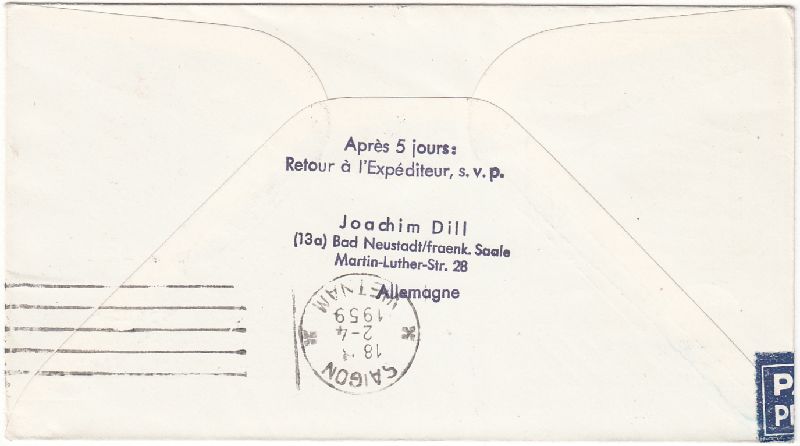 Après 5 jours:
Retour à l'Expéditeur, s. v. p.
Joachim Dill
(13a) Bad Neustadt/fraenk. Saale
Martin-Luther-Str. 28
Allemagne
SAIGON
18
2-4
1959
VIETNAM